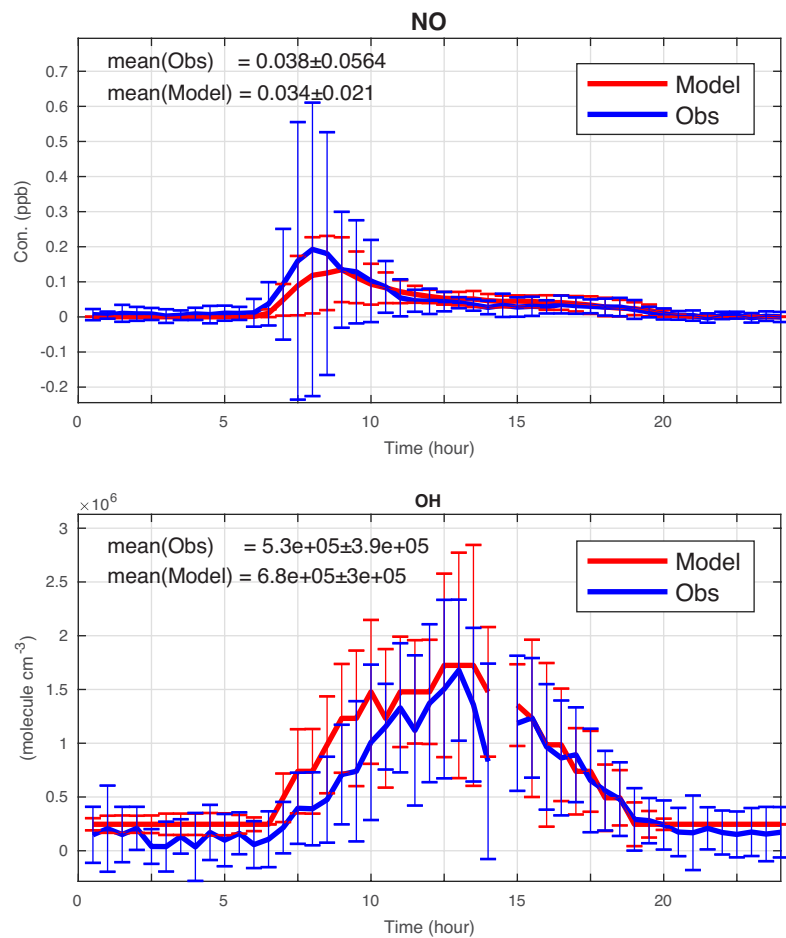 NO
mean(Obs) = 0.038±0.0564
mean(Model) = 0.034±0.021
Model
Obs
0.7
0.6
0.5
0.4
0.3
0.2
0.1
0
-0.1
-0.2
Con. (ppb)
0 5 10 15 20
Time (hour)
OH
×10⁶
mean(Obs) = 5.3e+05±3.9e+05
mean(Model) = 6.8e+05±3e+05
Model
Obs
3
2.5
2
1.5
1
0.5
0
(molecule cm⁻³)
0 5 10 15 20
Time (hour)